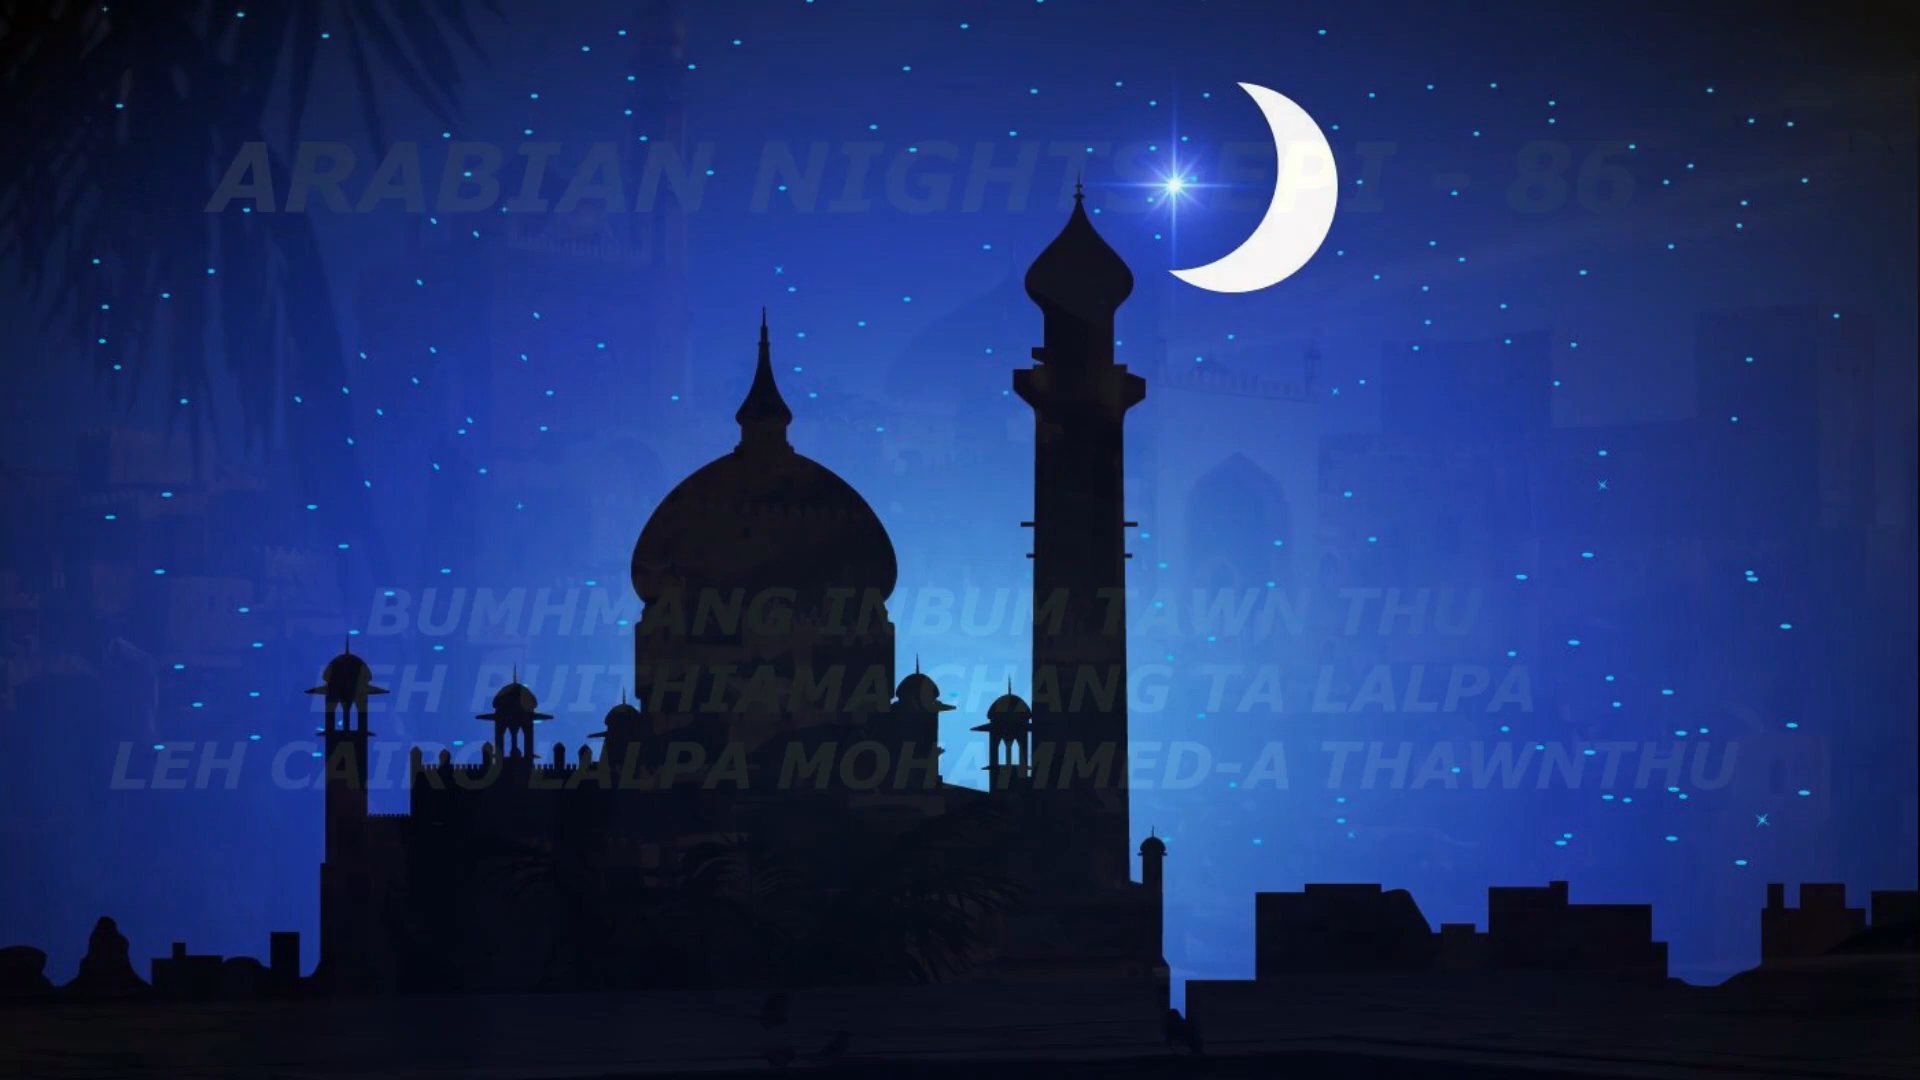 ARABIAN NIGHTS EPI - 86
BUMHMANG INBUM TAWN THU
LEH PUITHIAMA CHANG TA LALPA
LEH CAIRO LALPA MOHAMMED-A THAWNTHU